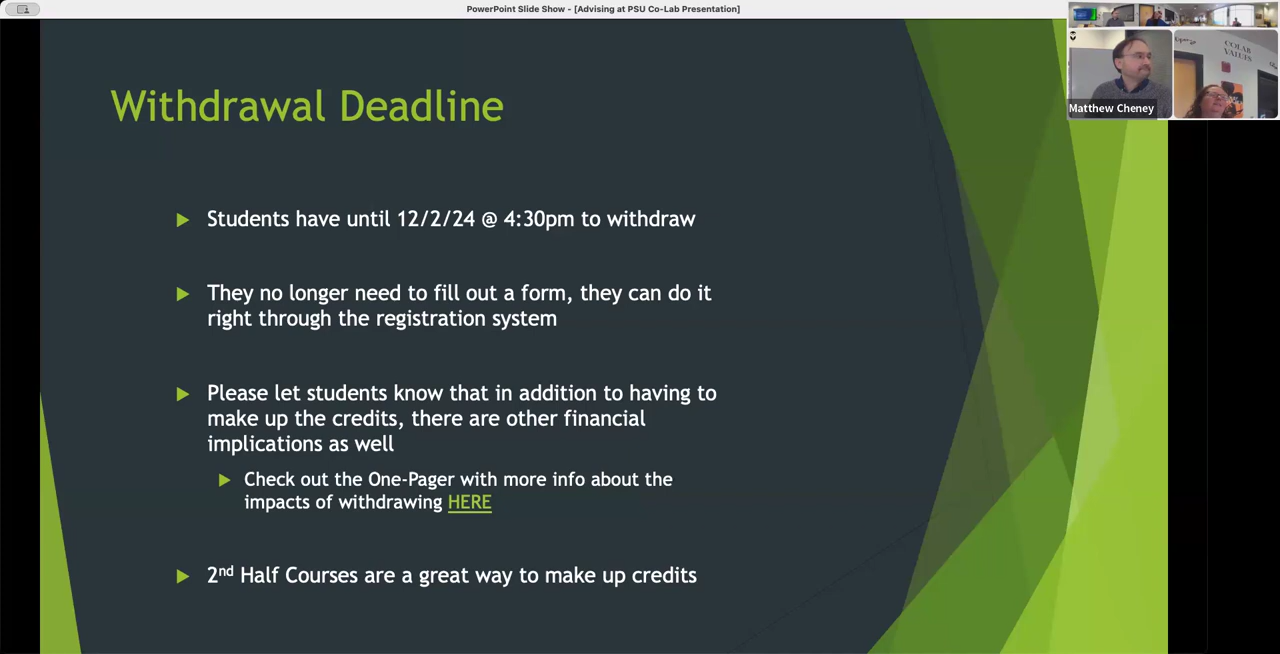 PowerPoint Slide Show - [Advising at PSU Co-Lab Presentation]
Withdrawal Deadline
Students have until 12/2/24 @ 4:30pm to withdraw
They no longer need to fill out a form, they can do it
right through the registration system
Please let students know that in addition to having to
make up the credits, there are other financial
implications as well
Check out the One-Pager with more info about the
impacts of withdrawing HERE
2nd Half Courses are a great way to make up credits
Matthew Cheney
COLAB
VALUES